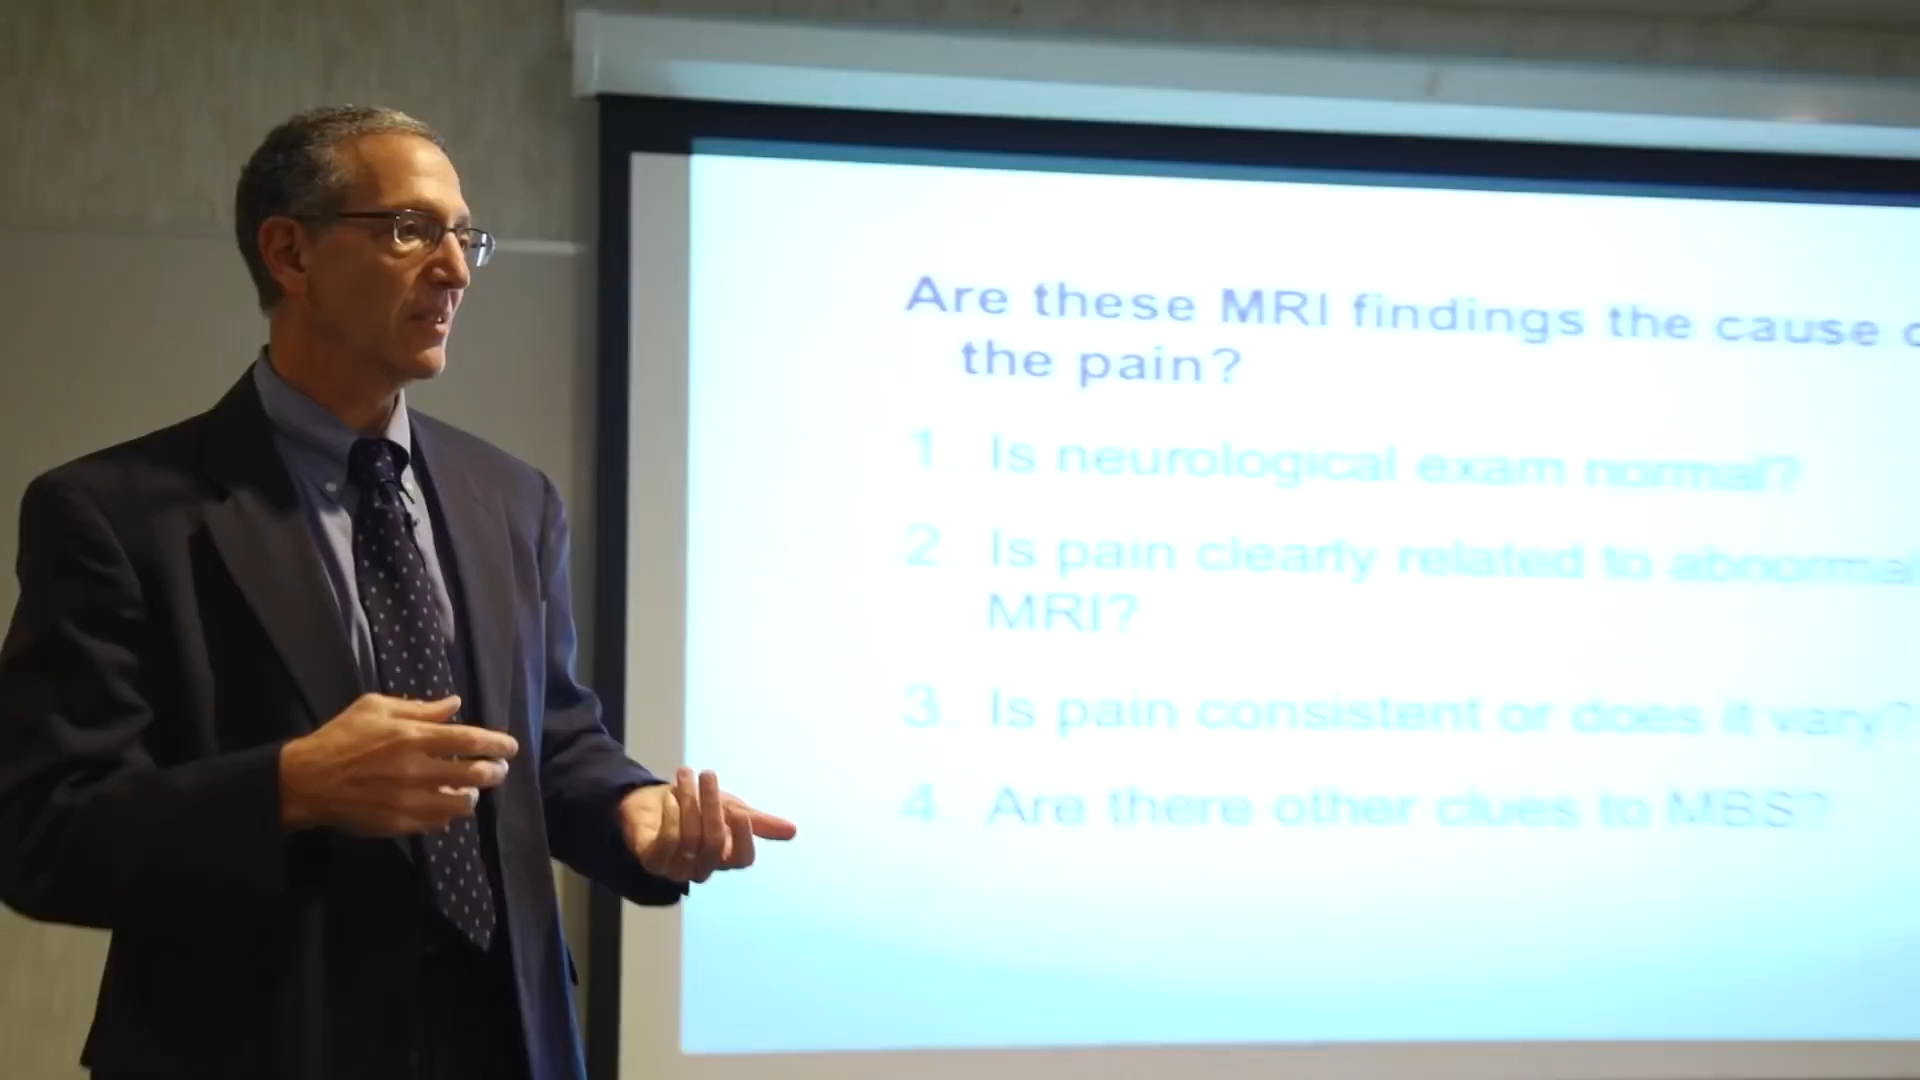 Are these MRI findings the cause
the pain?
1. Is neurological exam normal?
2. Is pain clearly related to abnormal
MRI?
3. Is pain consistent or does it vary?
4. Are there other clues to MBS?